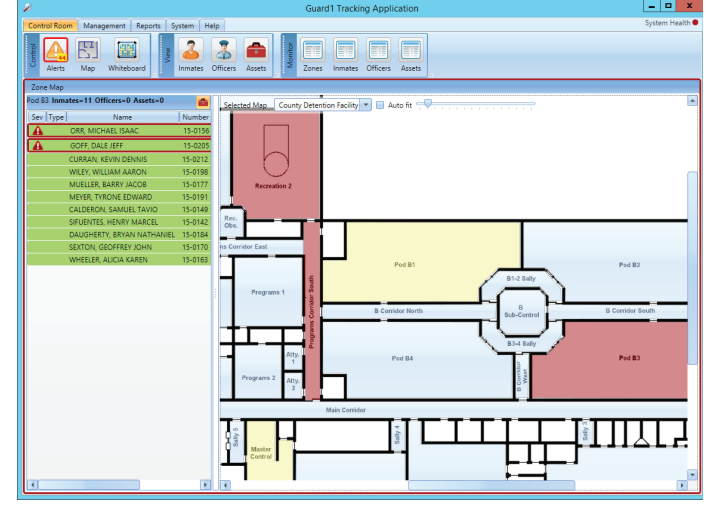 Guard1 Tracking Application
Control Room Management Reports System Help
System Health
Control
Alerts
Map
Whiteboard
View
Inmates
Officers
Assets
Monitor
Zones
Inmates
Officers
Assets
Zone Map
Pod B3 Inmates=11 Officers=0 Assets=0
Sev Type Name Number
ORR, MICHAEL ISAAC 15-0156
GOFF, DALE JEFF 15-0205
CURRAN, KEVIN DENNIS 15-0212
WILEY, WILLIAM AARON 15-0198
MUELLER, BARRY JACOB 15-0177
MEYER, TYRONE EDWARD 15-0191
CALDERON, SAMUEL TAVIO 15-0149
SIFUENTES, HENRY MARCEL 15-0142
DAUGHERTY, BRYAN NATHANIEL 15-0184
SEXTON, GEOFFREY JOHN 15-0170
WHEELER, ALICIA KAREN 15-0163
Selected Map County Detention Facility Auto fit
Recreation 2
Rec.
Obs.
ns Corridor East
Programs Corridor South
Pod B1
Pod B2
B1-2 Sally
Programs 1
B Corridor North
B
Sub-Control
B Corridor South
B3-4 Sally
Pod B4
Pod B3
B Corridor
West
Atty.
1
Programs 2
Atty.
2
Main Corridor
Sally 5
Master
Control
Sally 4
Sally 3